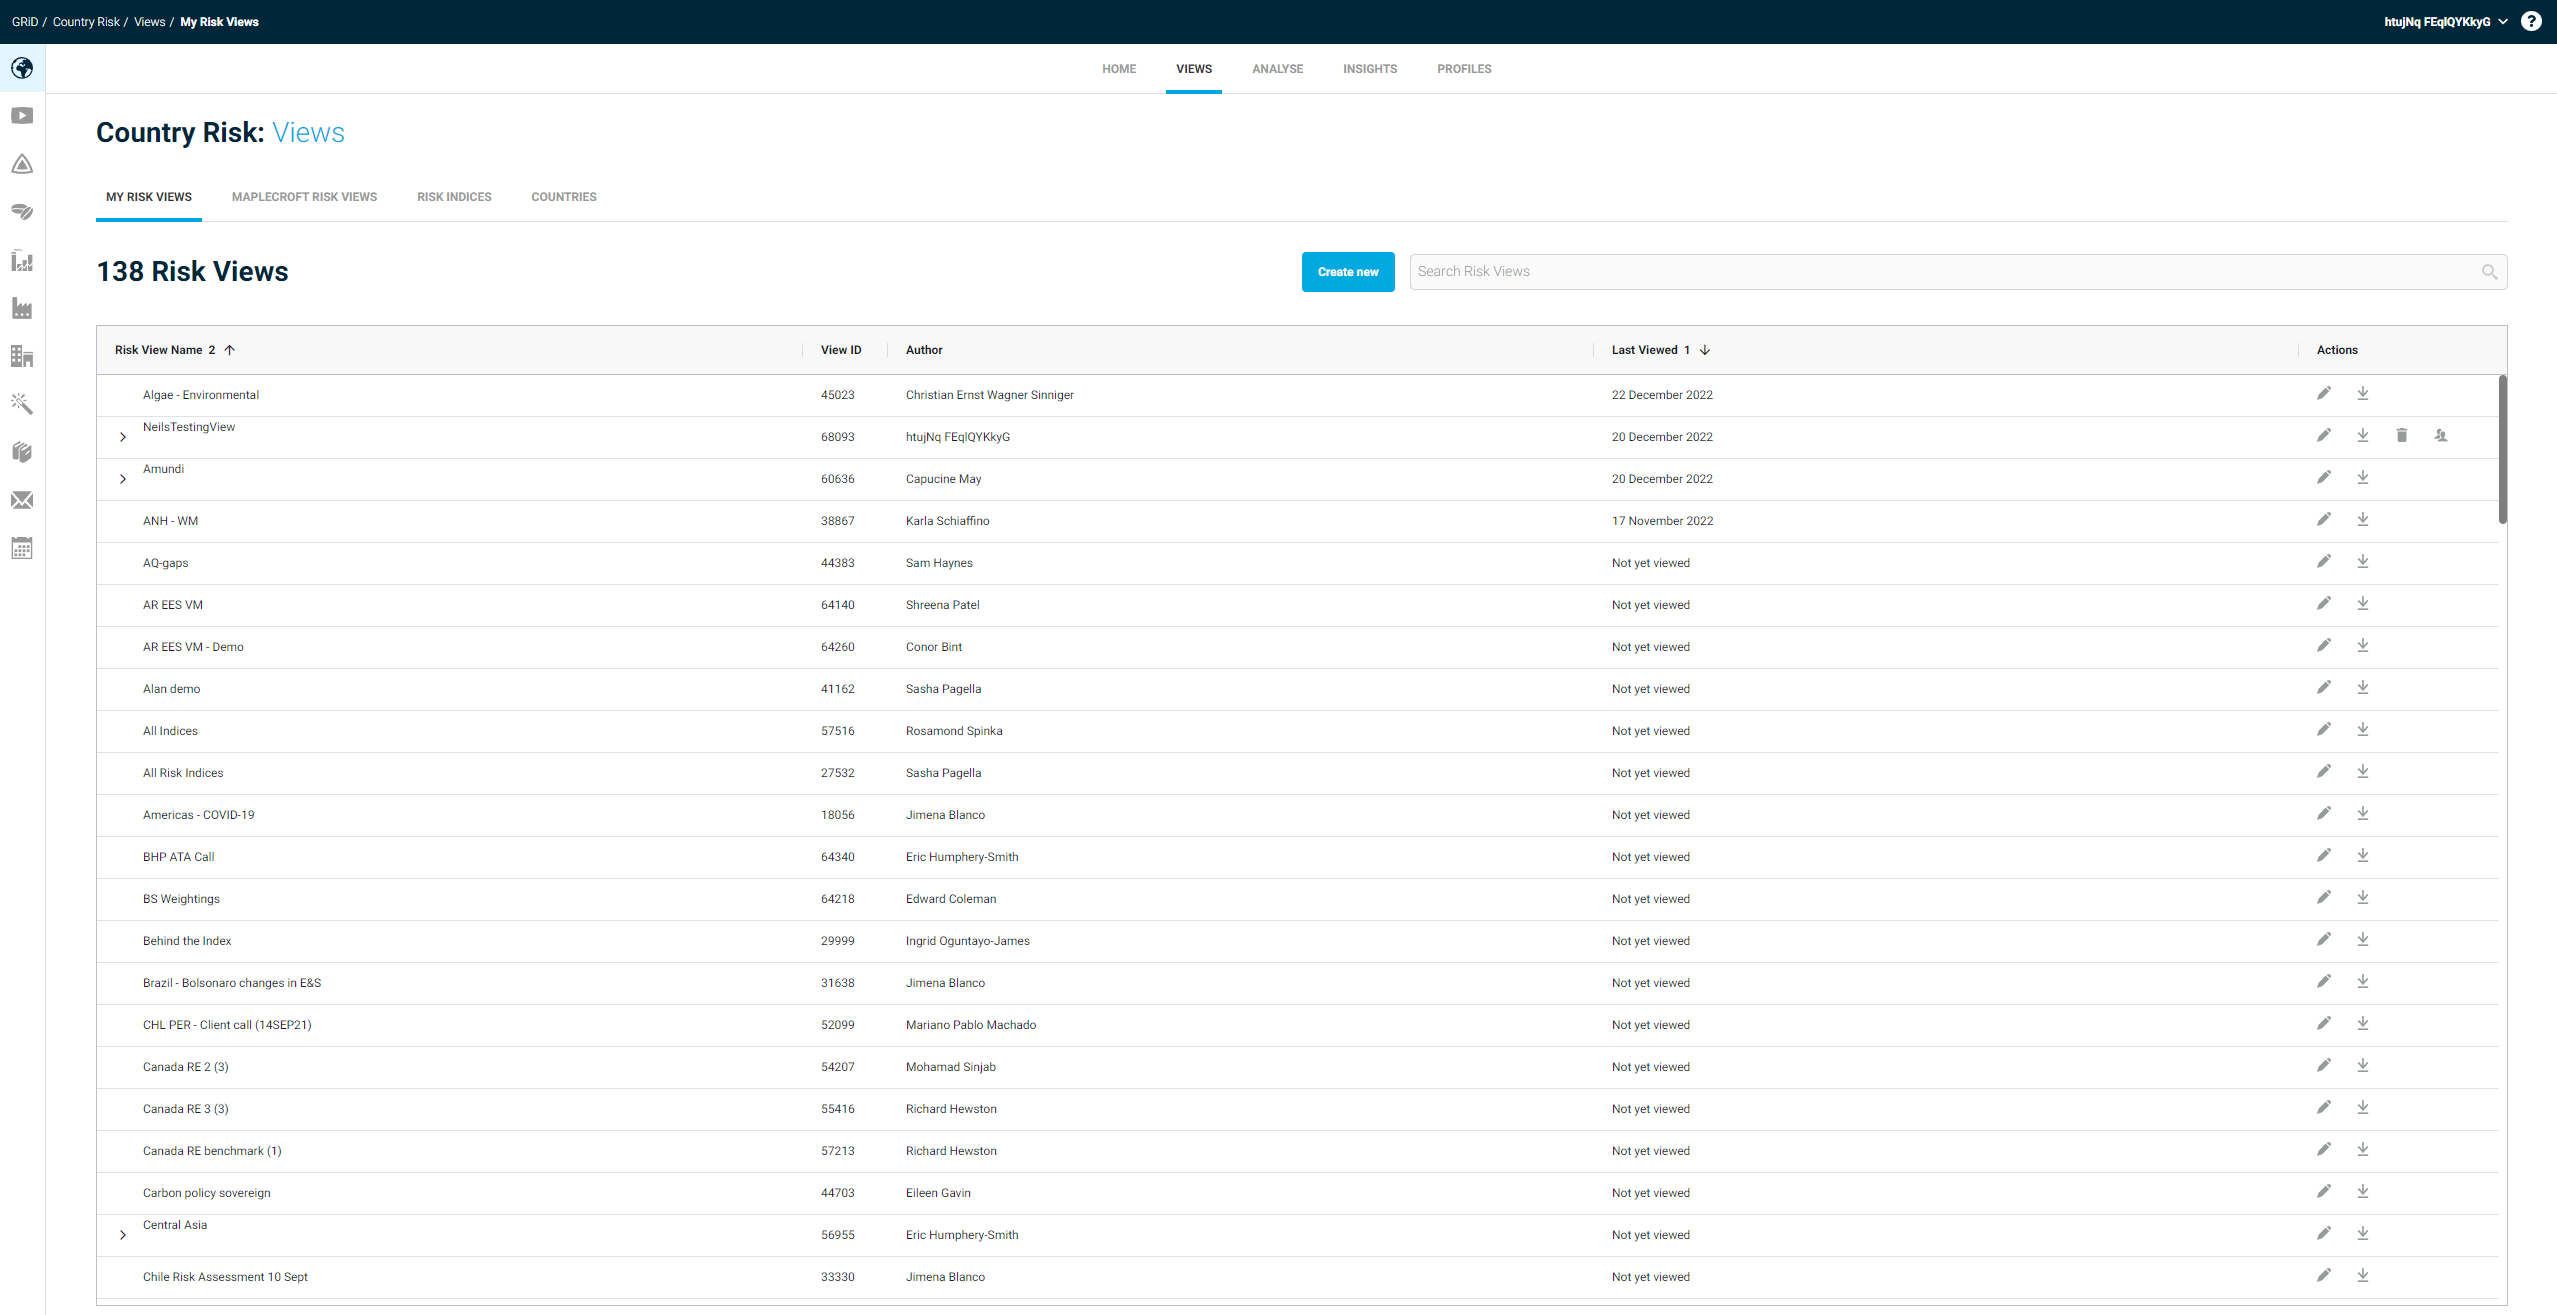 GRiD / Country Risk / Views / My Risk Views
htujNq FEqlQYKkyG ?
HOME VIEWS ANALYSE INSIGHTS PROFILES
Country Risk: Views
MY RISK VIEWS MAPLECROFT RISK VIEWS RISK INDICES COUNTRIES
138 Risk Views Create new Search Risk Views
Risk View Name 2 View ID Author Last Viewed 1 Actions
Algae - Environmental 45023 Christian Ernst Wagner Sinniger 22 December 2022
NeilsTestingView 68093 htujNq FEqlQYKkyG 20 December 2022
Amundi 60636 Capucine May 20 December 2022
ANH - WM 38867 Karla Schiaffino 17 November 2022
AQ-gaps 44383 Sam Haynes Not yet viewed
AR EES VM 64140 Shreena Patel Not yet viewed
AR EES VM - Demo 64260 Conor Bint Not yet viewed
Alan demo 41162 Sasha Pagella Not yet viewed
All Indices 57516 Rosamond Spinka Not yet viewed
All Risk Indices 27532 Sasha Pagella Not yet viewed
Americas - COVID-19 18056 Jimena Blanco Not yet viewed
BHP ATA Call 64340 Eric Humphery-Smith Not yet viewed
BS Weightings 64218 Edward Coleman Not yet viewed
Behind the Index 29999 Ingrid Oguntayo-James Not yet viewed
Brazil - Bolsonaro changes in E&S 31638 Jimena Blanco Not yet viewed
CHL PER - Client call (14SEP21) 52099 Mariano Pablo Machado Not yet viewed
Canada RE 2 (3) 54207 Mohamad Sinjab Not yet viewed
Canada RE 3 (3) 55416 Richard Hewston Not yet viewed
Canada RE benchmark (1) 57213 Richard Hewston Not yet viewed
Carbon policy sovereign 44703 Eileen Gavin Not yet viewed
Central Asia 56955 Eric Humphery-Smith Not yet viewed
Chile Risk Assessment 10 Sept 33330 Jimena Blanco Not yet viewed